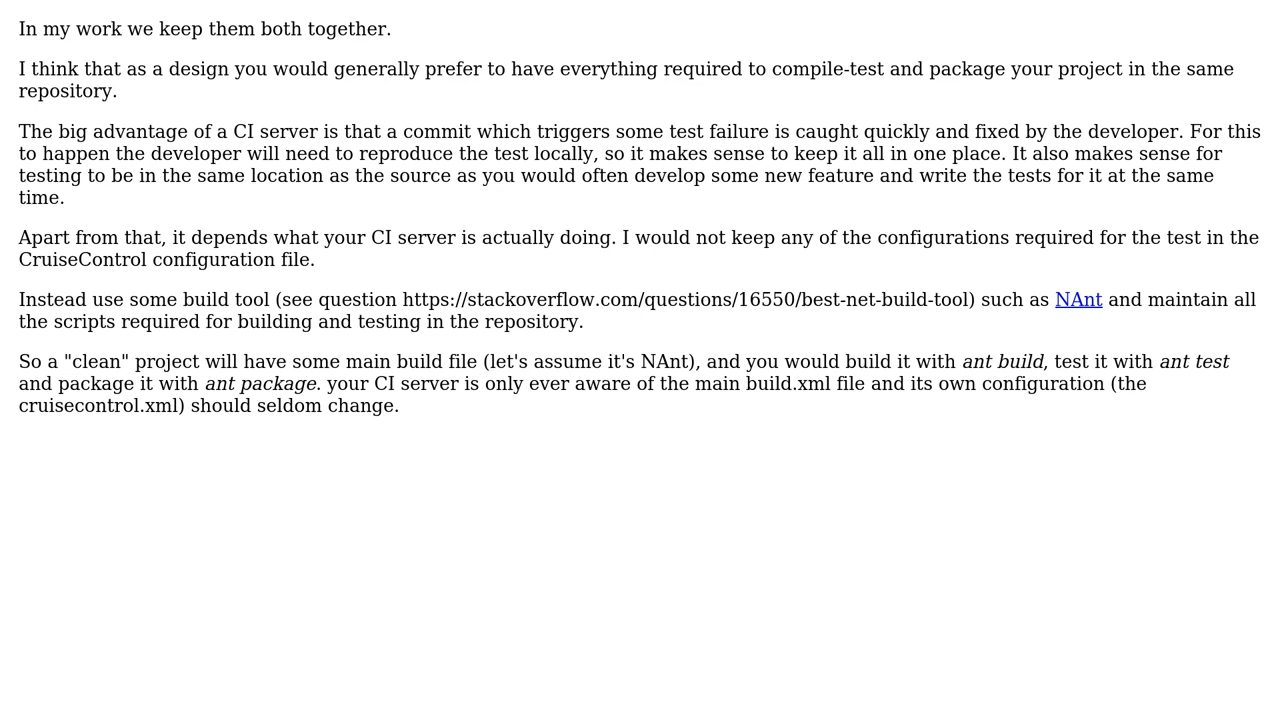 In my work we keep them both together.
I think that as a design you would generally prefer to have everything required to compile-test and package your project in the same
repository.
The big advantage of a CI server is that a commit which triggers some test failure is caught quickly and fixed by the developer. For this
to happen the developer will need to reproduce the test locally, so it makes sense to keep it all in one place. It also makes sense for
testing to be in the same location as the source as you would often develop some new feature and write the tests for it at the same
time.
Apart from that, it depends what your CI server is actually doing. I would not keep any of the configurations required for the test in the
CruiseControl configuration file.
Instead use some build tool (see question https://stackoverflow.com/questions/16550/best-net-build-tool) such as NAnt and maintain all
the scripts required for building and testing in the repository.
So a "clean" project will have some main build file (let's assume it's NAnt), and you would build it with ant build, test it with ant test
and package it with ant package. your CI server is only ever aware of the main build.xml file and its own configuration (the
cruisecontrol.xml) should seldom change.